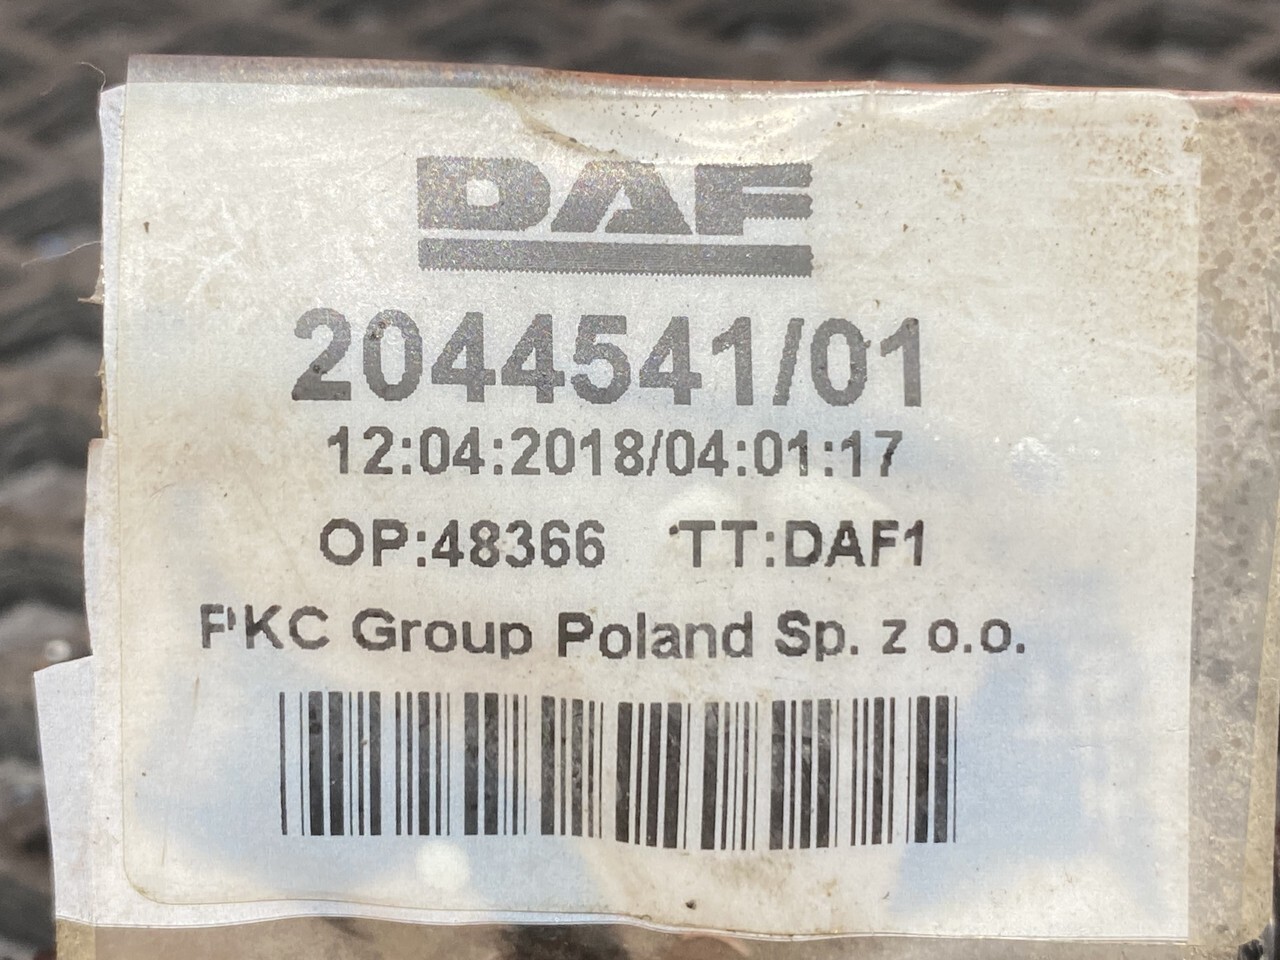 DAF
2044541/01
12:04:2018/04:01:17
OP:48366 TT:DAF1
PKC Group Poland Sp. z o.o.